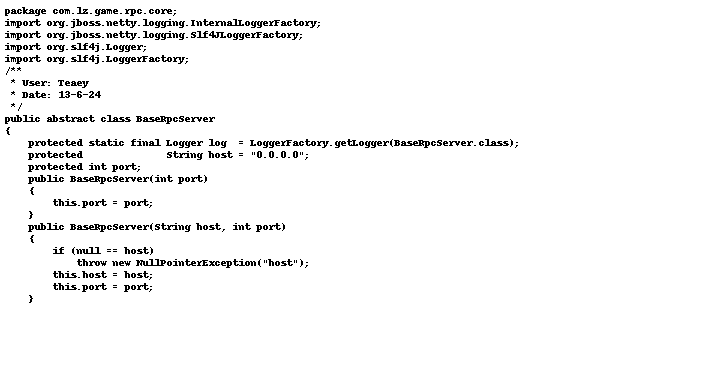 package com.lz.game.rpc.core;
import org.jboss.netty.logging.InternalLoggerFactory;
import org.jboss.netty.logging.Slf4JLoggerFactory;
import org.slf4j.Logger;
import org.slf4j.LoggerFactory;
/**
 * User: Teaey
 * Date: 13-6-24
 */
public abstract class BaseRpcServer
{
    protected static final Logger log  = LoggerFactory.getLogger(BaseRpcServer.class);
    protected              String host = "0.0.0.0";
    protected int port;
    public BaseRpcServer(int port)
    {
        this.port = port;
    }
    public BaseRpcServer(String host, int port)
    {
        if (null == host)
            throw new NullPointerException("host");
        this.host = host;
        this.port = port;
    }